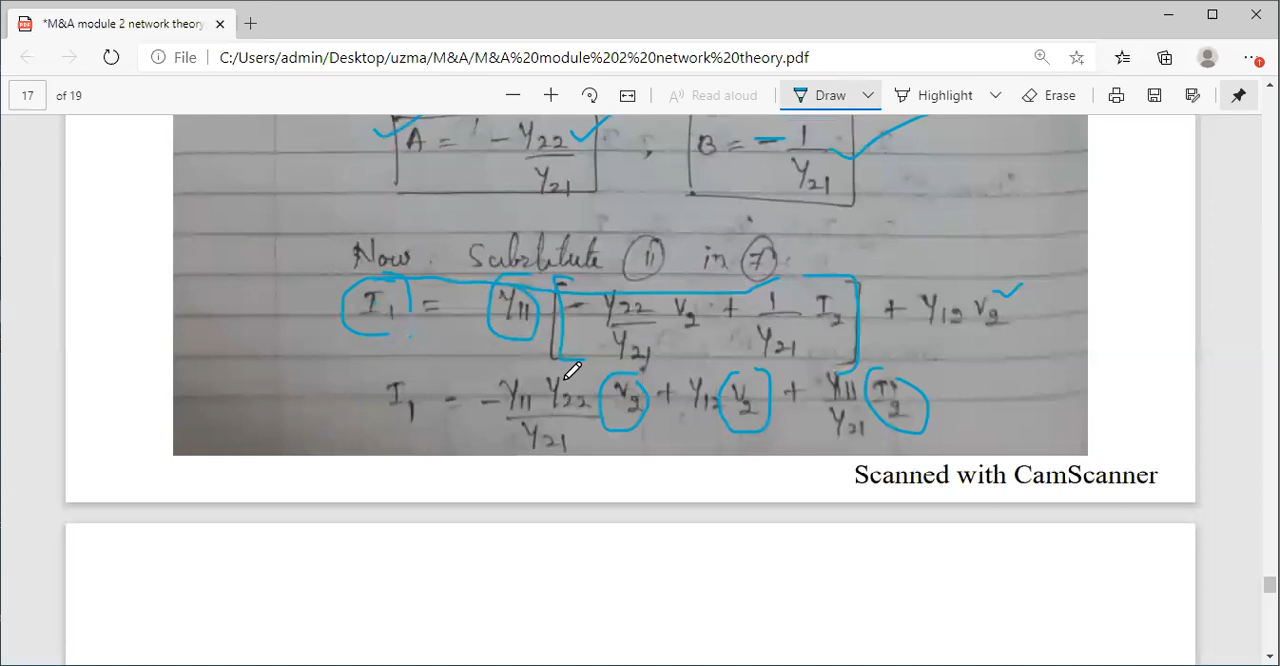 *M&A module 2 network theory
File C:/Users/admin/Desktop/uzma/M&A/M&A%20module%202%20network%20theory.pdf
17 of 19 Read aloud Draw Highlight Erase
A = - Y22/Y21 ; B = - 1/Y21
Now Substitute (11) in (7)
I1 = Y11 [ - Y22/Y21 V2 + 1/Y21 I2 ] + Y12 V2
I1 = - Y11 Y22/Y21 V2 + Y12 V2 + Y11/Y21 I2
Scanned with CamScanner